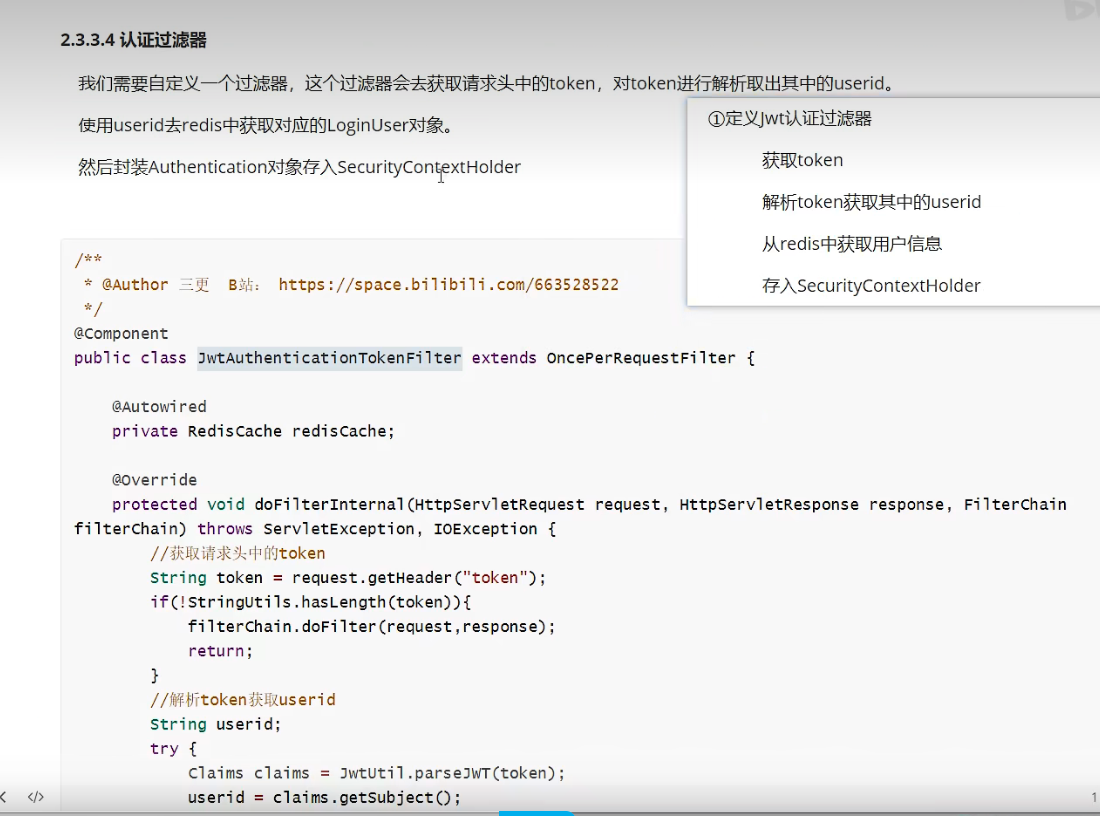 2.3.3.4 认证过滤器
我们需要自定义一个过滤器，这个过滤器会去获取请求头中的token，对token进行解析取出其中的userid。
使用userid去redis中获取对应的LoginUser对象。
然后封装Authentication对象存入SecurityContextHolder
①定义Jwt认证过滤器
获取token
解析token获取其中的userid
从redis中获取用户信息
存入SecurityContextHolder
/**
* @Author 三更 B站： https://space.bilibili.com/663528522
*/
@Component
public class JwtAuthenticationTokenFilter extends OncePerRequestFilter {
@Autowired
private RedisCache redisCache;
@Override
protected void doFilterInternal(HttpServletRequest request, HttpServletResponse response, FilterChain
filterChain) throws ServletException, IOException {
//获取请求头中的token
String token = request.getHeader("token");
if(!StringUtils.hasLength(token)){
filterChain.doFilter(request,response);
return;
}
//解析token获取userid
String userid;
try {
Claims claims = JwtUtil.parseJWT(token);
userid = claims.getSubject();